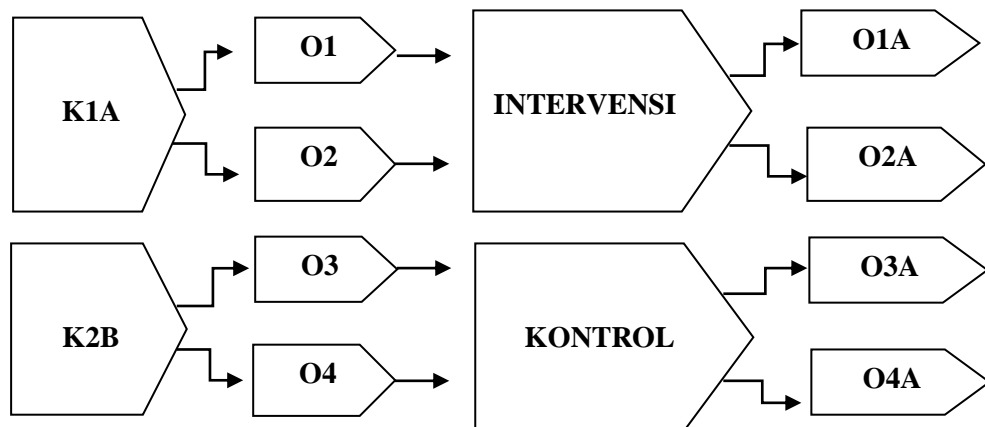 K1A
O1
INTERVENSI
O1A
O2
O2A
K2B
O3
KONTROL
O3A
O4
O4A